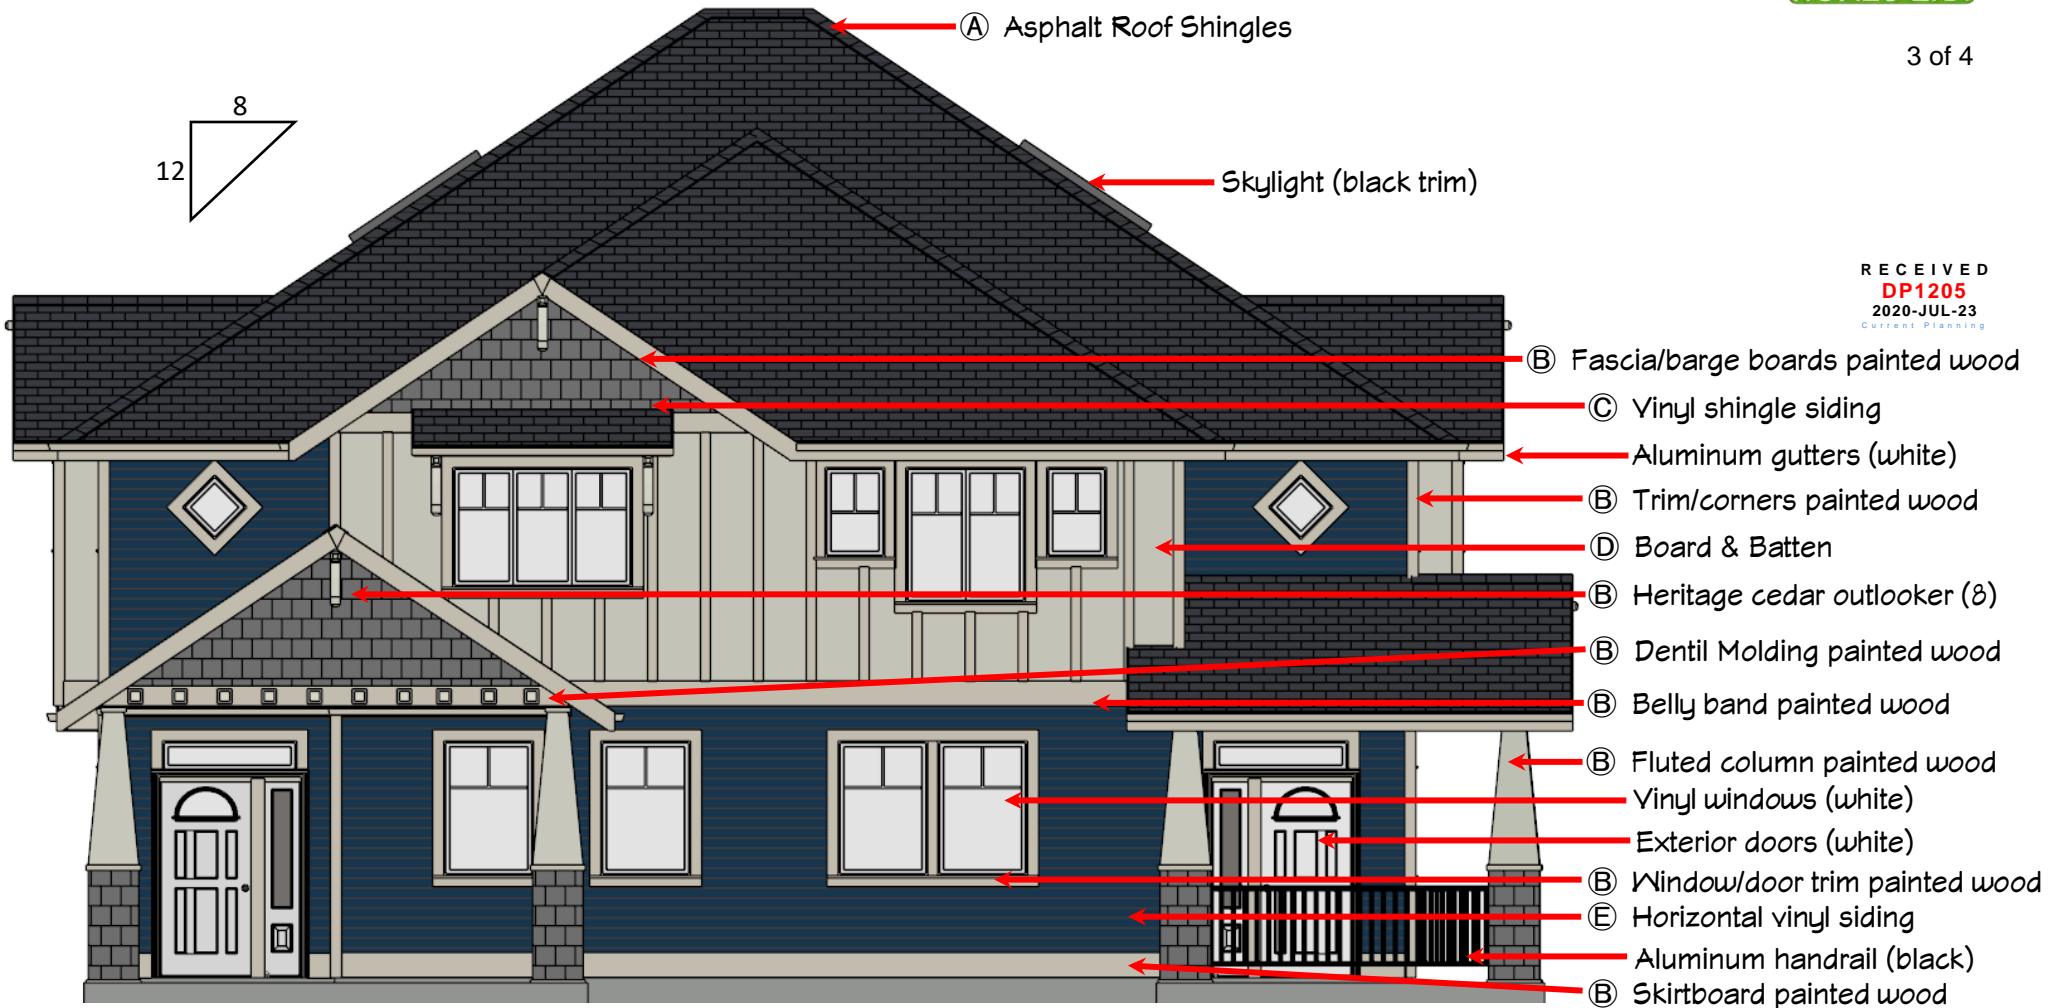 Ⓐ Asphalt Roof Shingles
3 of 4
8
12
Skylight (black trim)
RECEIVED
DP1205
2020-JUL-23
Current Planning
Ⓑ Fascia/barge boards painted wood
Ⓒ Vinyl shingle siding
Aluminum gutters (white)
Ⓑ Trim/corners painted wood
Ⓓ Board & Batten
Ⓑ Heritage cedar outlooker (8)
Ⓑ Dentil Molding painted wood
Ⓑ Belly band painted wood
Ⓑ Fluted column painted wood
Vinyl windows (white)
Exterior doors (white)
Ⓑ Window/door trim painted wood
Ⓔ Horizontal vinyl siding
Aluminum handrail (black)
Ⓑ Skirtboard painted wood